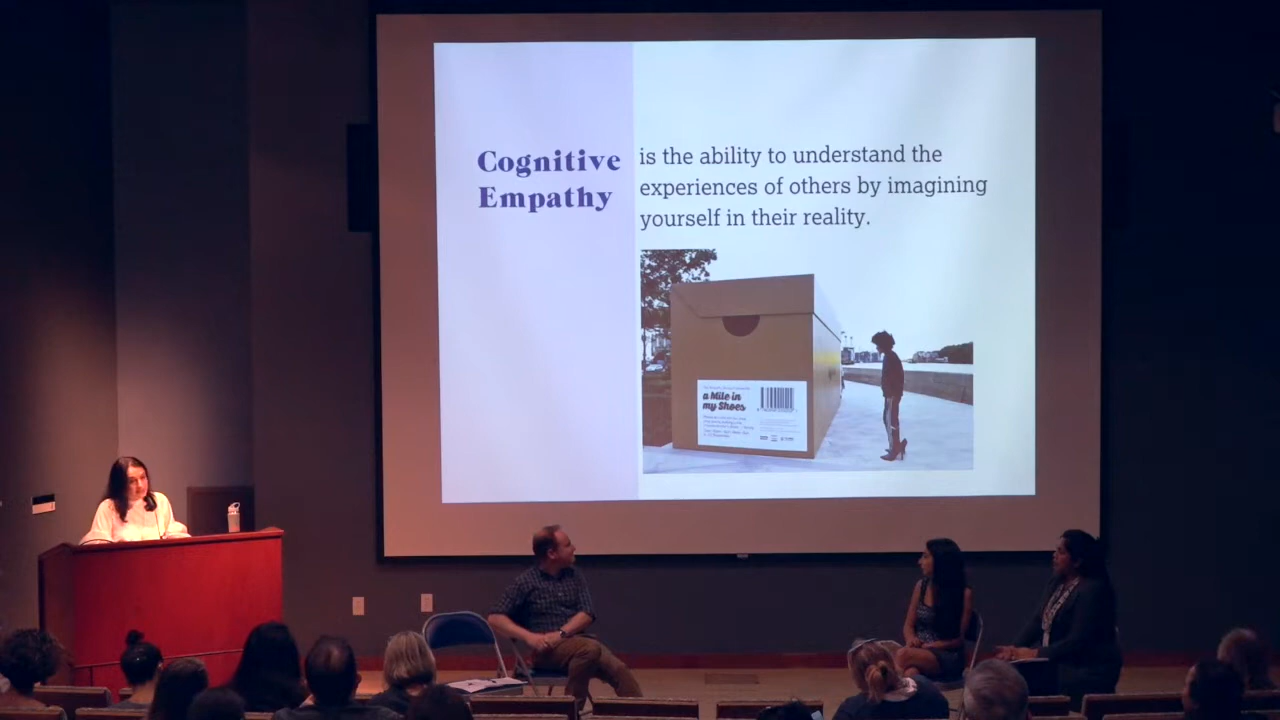 Cognitive
Empathy
is the ability to understand the
experiences of others by imagining
yourself in their reality.
a Mile in
my Shoes